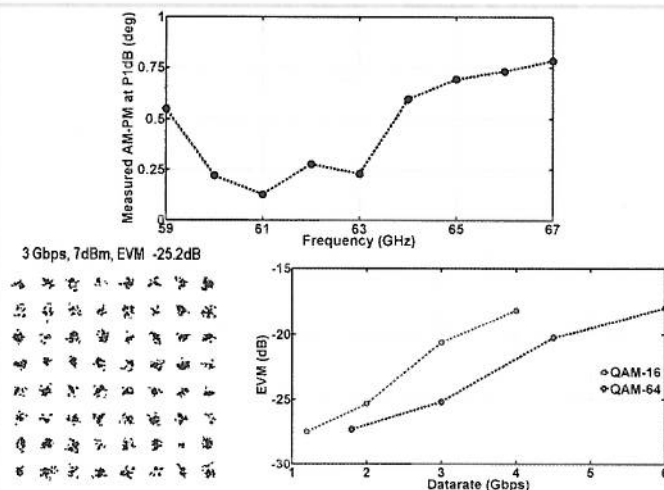 Measured AM-PM at P1dB (deg)
1
0.75
0.5
0.25
0
59
61
63
65
67
Frequency (GHz)
3 Gbps, 7dBm, EVM -25.2dB
EVM (dB)
-15
-20
-25
-30
1
2
3
4
5
6
QAM-16
QAM-64
Datarate (Gbps)